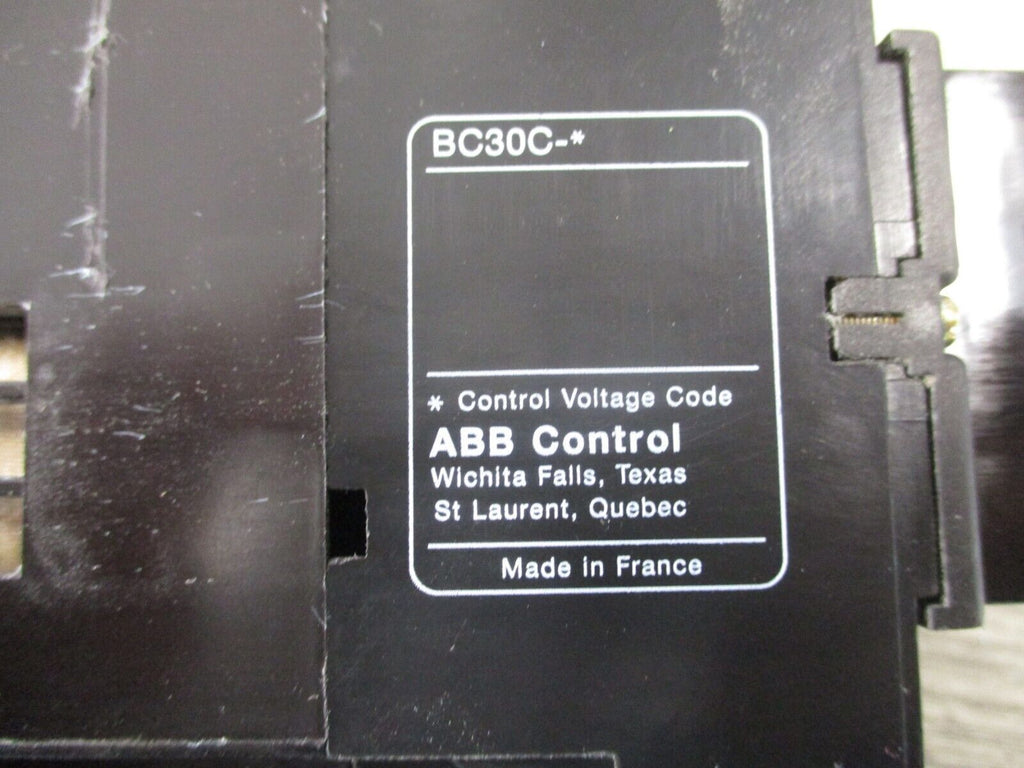 BC30C-*
* Control Voltage Code
ABB Control
Wichita Falls, Texas
St Laurent, Quebec
Made in France